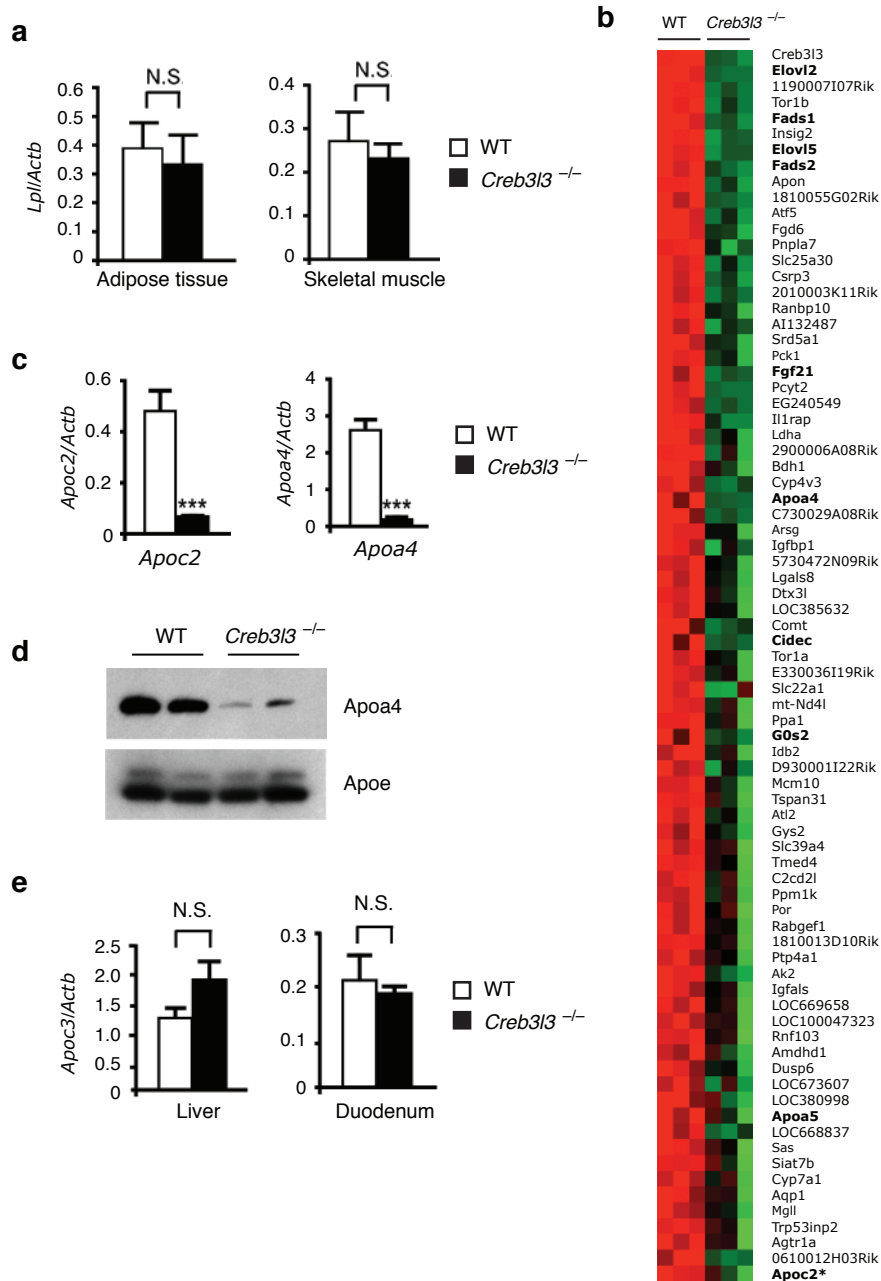 a
N.S.
0.7
0.6
0.5
0.4
0.3
0.2
0.1
0
Lpl/Actb
Adipose tissue
N.S.
0.4
0.3
0.2
0.1
0
Skeletal muscle
WT
Creb3l3 –/–
c
0.6
0.4
0.2
0
Apoc2/Actb
***
Apoc2
4
3
2
1
0
Apoa4/Actb
***
Apoa4
WT
Creb3l3 –/–
d
WT
Creb3l3 –/–
Apoa4
Apoe
e
N.S.
2.5
2.0
1.5
1.0
0.5
0
Apoc3/Actb
Liver
N.S.
0.3
0.2
0.1
0
Duodenum
WT
Creb3l3 –/–
b
WT
Creb3l3 –/–
Creb3l3
Elovl2
1190007I07Rik
Tor1b
Fads1
Insig2
Elovl5
Fads2
Apon
1810055G02Rik
Atf5
Fgd6
Pnpla7
Slc25a30
Csrp3
2010003K11Rik
Ranbp10
AI132487
Srd5a1
Pck1
Fgf21
Pcyt2
EG240549
Il1rap
Ldha
2900006A08Rik
Bdh1
Cyp4v3
Apoa4
C730029A08Rik
Arsg
Igfbp1
5730472N09Rik
Lgals8
Dtx3l
LOC385632
Comt
Cidec
Tor1a
E330036I19Rik
Slc22a1
mt-Nd4l
Ppa1
G0s2
Idb2
D930001I22Rik
Mcm10
Tspan31
Atl2
Gys2
Slc39a4
Tmed4
C2cd2l
Ppm1k
Por
Rabgef1
1810013D10Rik
Ptp4a1
Ak2
Igfals
LOC669658
LOC100047323
Rnf103
Amdhd1
Dusp6
LOC673607
LOC380998
Apoa5
LOC668837
Sas
Siat7b
Cyp7a1
Aqp1
Mgll
Trp53inp2
Agtr1a
0610012H03Rik
Apoc2*